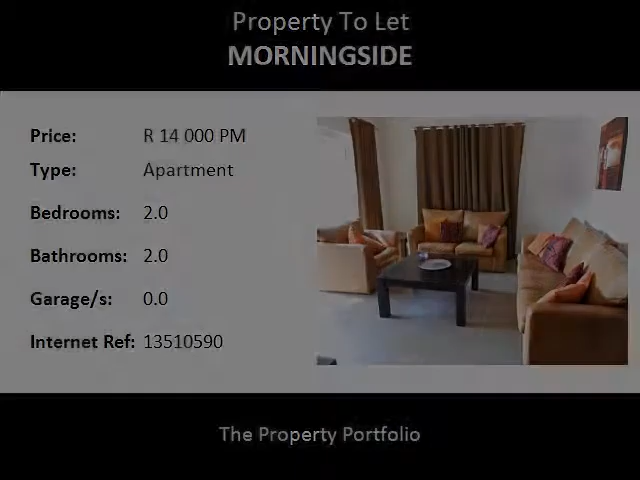 Property To Let
MORNINGSIDE
Price: R 14 000 PM
Type: Apartment
Bedrooms: 2.0
Bathrooms: 2.0
Garage/s: 0.0
Internet Ref: 13510590
The Property Portfolio